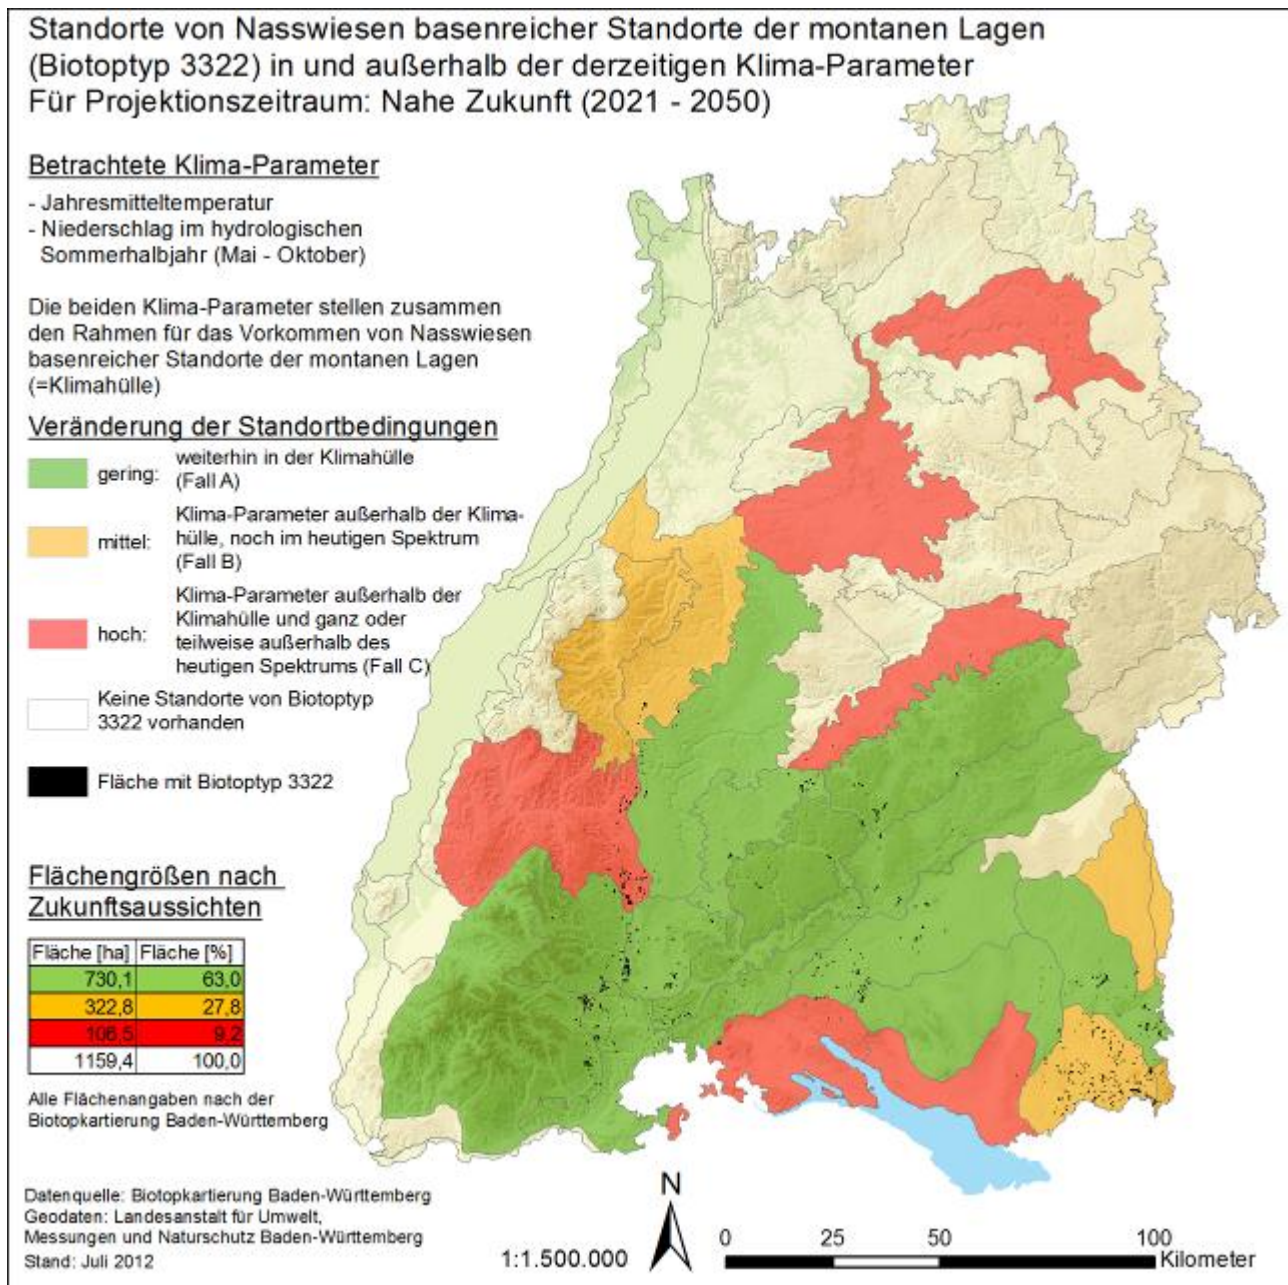 Standorte von Nasswiesen basenreicher Standorte der montanen Lagen
(Biotoptyp 3322) in und außerhalb der derzeitigen Klima-Parameter
Für Projektionszeitraum: Nahe Zukunft (2021 - 2050)
Betrachtete Klima-Parameter
- Jahresmitteltemperatur
- Niederschlag im hydrologischen
Sommerhalbjahr (Mai - Oktober)
Die beiden Klima-Parameter stellen zusammen
den Rahmen für das Vorkommen von Nasswiesen
basenreicher Standorte der montanen Lagen
(=Klimahülle)
Veränderung der Standortbedingungen
gering: weiterhin in der Klimahülle
(Fall A)
mittel: Klima-Parameter außerhalb der Klima-
hülle, noch im heutigen Spektrum
(Fall B)
hoch: Klima-Parameter außerhalb der
Klimahülle und ganz oder
teilweise außerhalb des
heutigen Spektrums (Fall C)
Keine Standorte von Biotoptyp
3322 vorhanden
Fläche mit Biotoptyp 3322
Flächengrößen nach
Zukunftsaussichten
Fläche [ha] Fläche [%]
730,1 63,0
322,8 27,8
106,5 9,2
1159,4 100,0
Alle Flächenangaben nach der
Biotopkartierung Baden-Württemberg
Datenquelle: Biotopkartierung Baden-Württemberg
Geodaten: Landesanstalt für Umwelt,
Messungen und Naturschutz Baden-Württemberg
Stand: Juli 2012
1:1.500.000
N
0 25 50 100
Kilometer